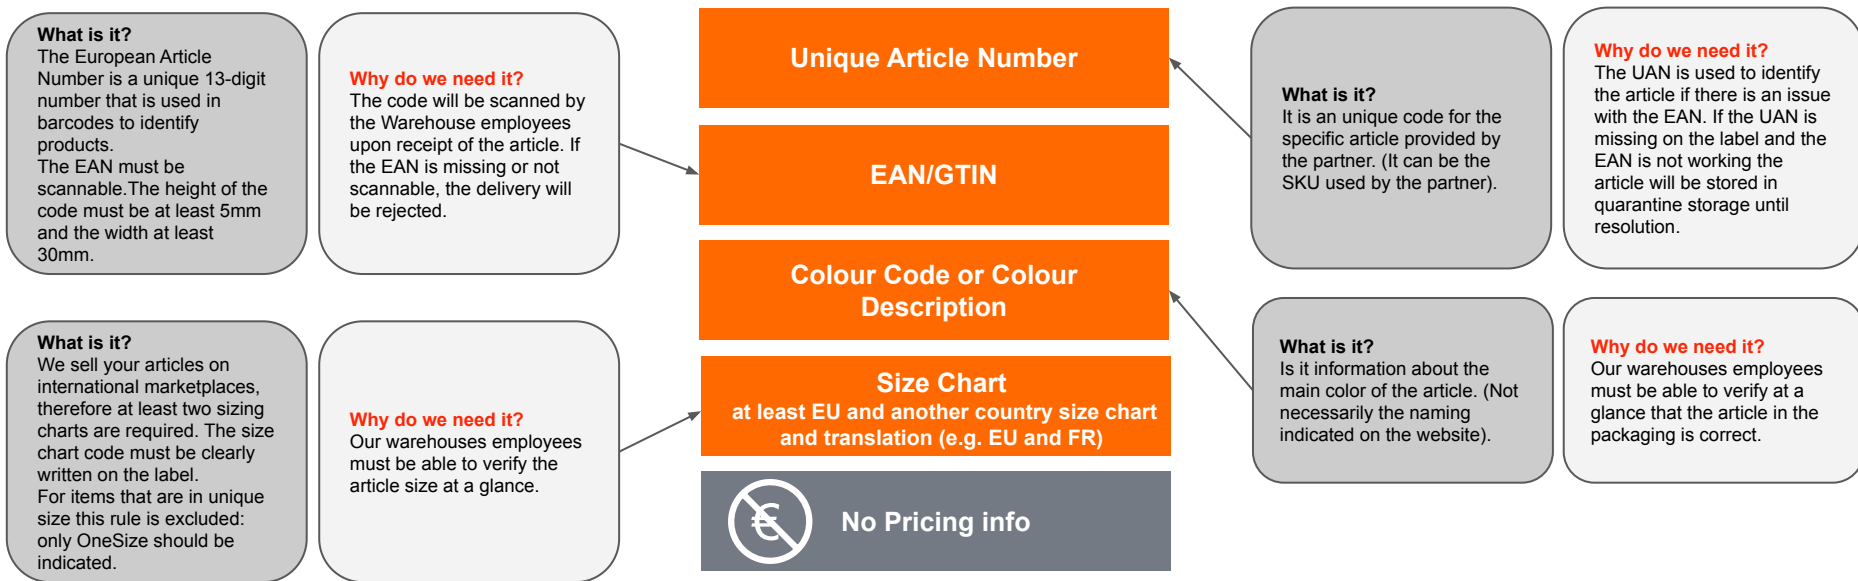 What is it?
The European Article
Number is a unique 13-digit
number that is used in
barcodes to identify
products.
The EAN must be
scannable.The height of the
code must be at least 5mm
and the width at least
30mm.
Why do we need it?
The code will be scanned by
the Warehouse employees
upon receipt of the article. If
the EAN is missing or not
scannable, the delivery will
be rejected.
Unique Article Number
EAN/GTIN
Colour Code or Colour
Description
Size Chart
at least EU and another country size chart
and translation (e.g. EU and FR)
No Pricing info
What is it?
It is an unique code for the
specific article provided by
the partner. (It can be the
SKU used by the partner).
Why do we need it?
The UAN is used to identify
the article if there is an issue
with the EAN. If the UAN is
missing on the label and the
EAN is not working the
article will be stored in
quarantine storage until
resolution.
What is it?
We sell your articles on
international marketplaces,
therefore at least two sizing
charts are required. The size
chart code must be clearly
written on the label.
For items that are in unique
size this rule is excluded:
only OneSize should be
indicated.
Why do we need it?
Our warehouses employees
must be able to verify the
article size at a glance.
What is it?
Is it information about the
main color of the article. (Not
necessarily the naming
indicated on the website).
Why do we need it?
Our warehouses employees
must be able to verify at a
glance that the article in the
packaging is correct.